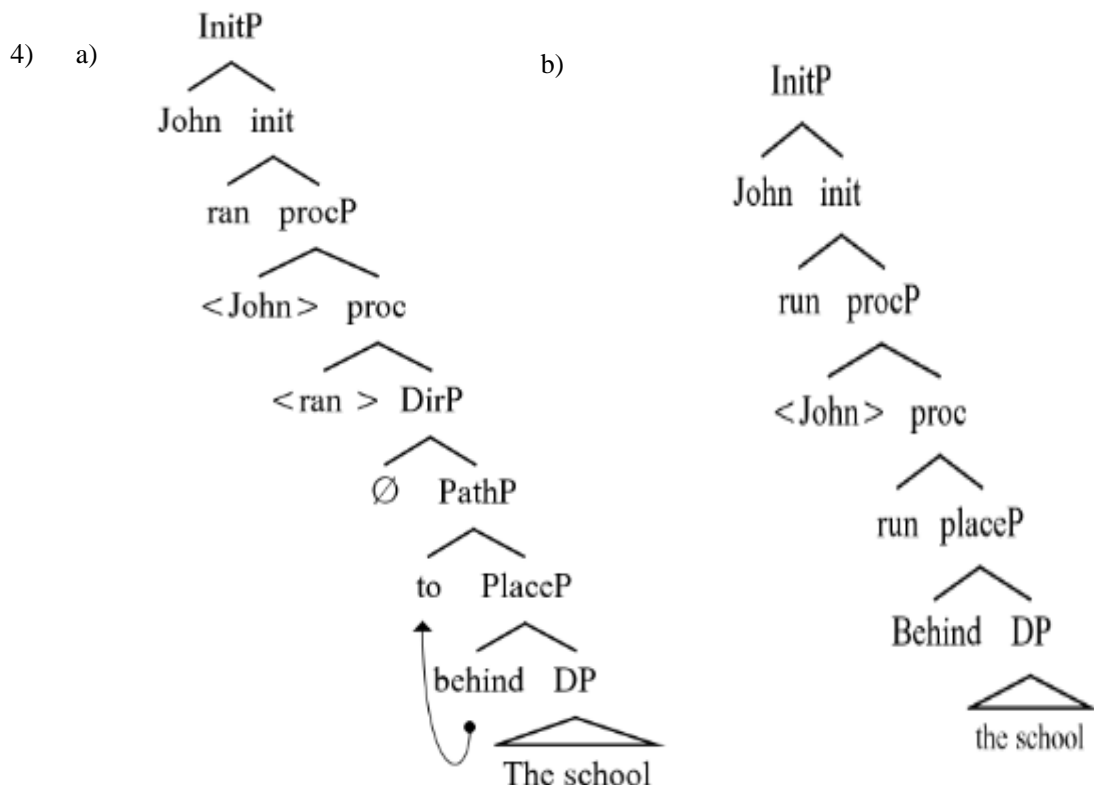 4) a)
InitP
John init
ran procP
<John> proc
<ran > DirP
∅ PathP
to PlaceP
behind DP
The school
b)
InitP
John init
run procP
<John> proc
run placeP
Behind DP
the school